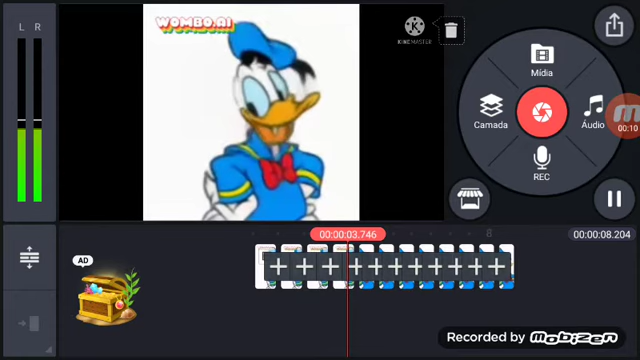 L R
WOMBO.AI
KINEMASTER
Mídia
Camada
Áudio
REC
00:10
00:00:03.746
8
00:00:08.204
AD
Recorded by mobizen